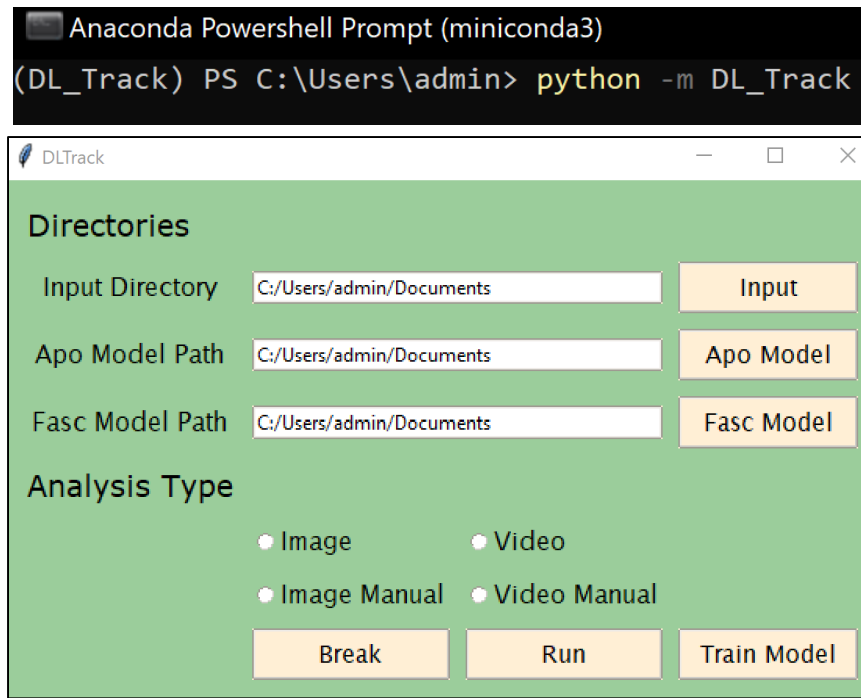 Anaconda Powershell Prompt (miniconda3)
(DL_Track) PS C:\Users\admin> python -m DL_Track
DLTrack
Directories
Input Directory C:/Users/admin/Documents Input
Apo Model Path C:/Users/admin/Documents Apo Model
Fasc Model Path C:/Users/admin/Documents Fasc Model
Analysis Type
Image Video
Image Manual Video Manual
Break Run Train Model